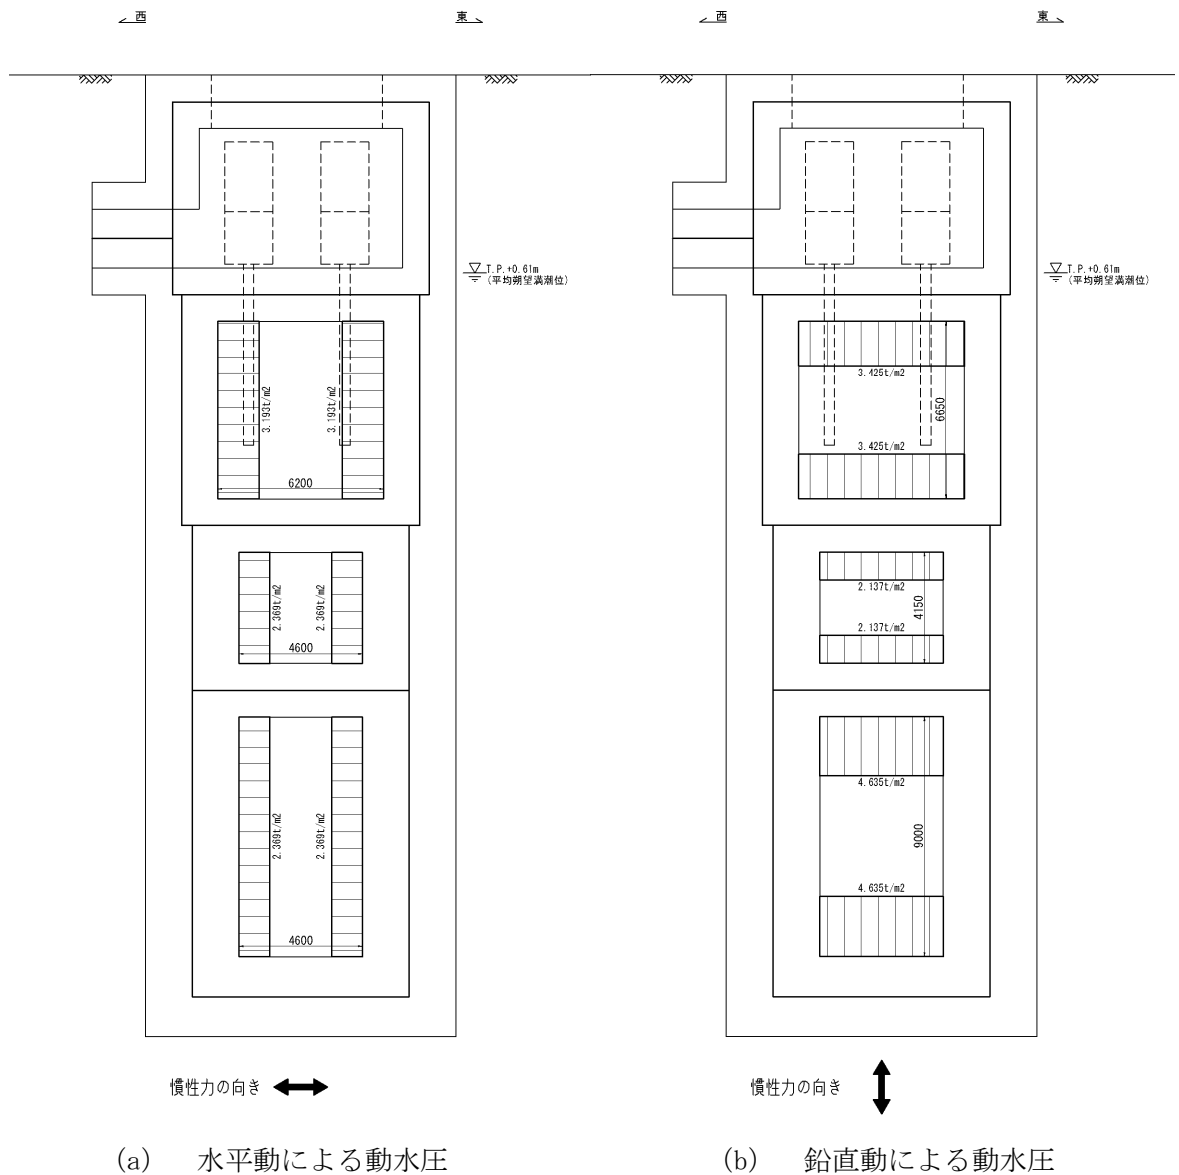 西
東
西
東
T.P.+0.61m
(平均朔望満潮位)
T.P.+0.61m
(平均朔望満潮位)
3.193t/m2
3.193t/m2
6200
3.425t/m2
6650
3.425t/m2
2.369t/m2
2.369t/m2
4600
2.137t/m2
4150
2.137t/m2
2.369t/m2
2.369t/m2
4600
4.635t/m2
9000
4.635t/m2
慣性力の向き
慣性力の向き
(a) 水平動による動水圧
(b) 鉛直動による動水圧